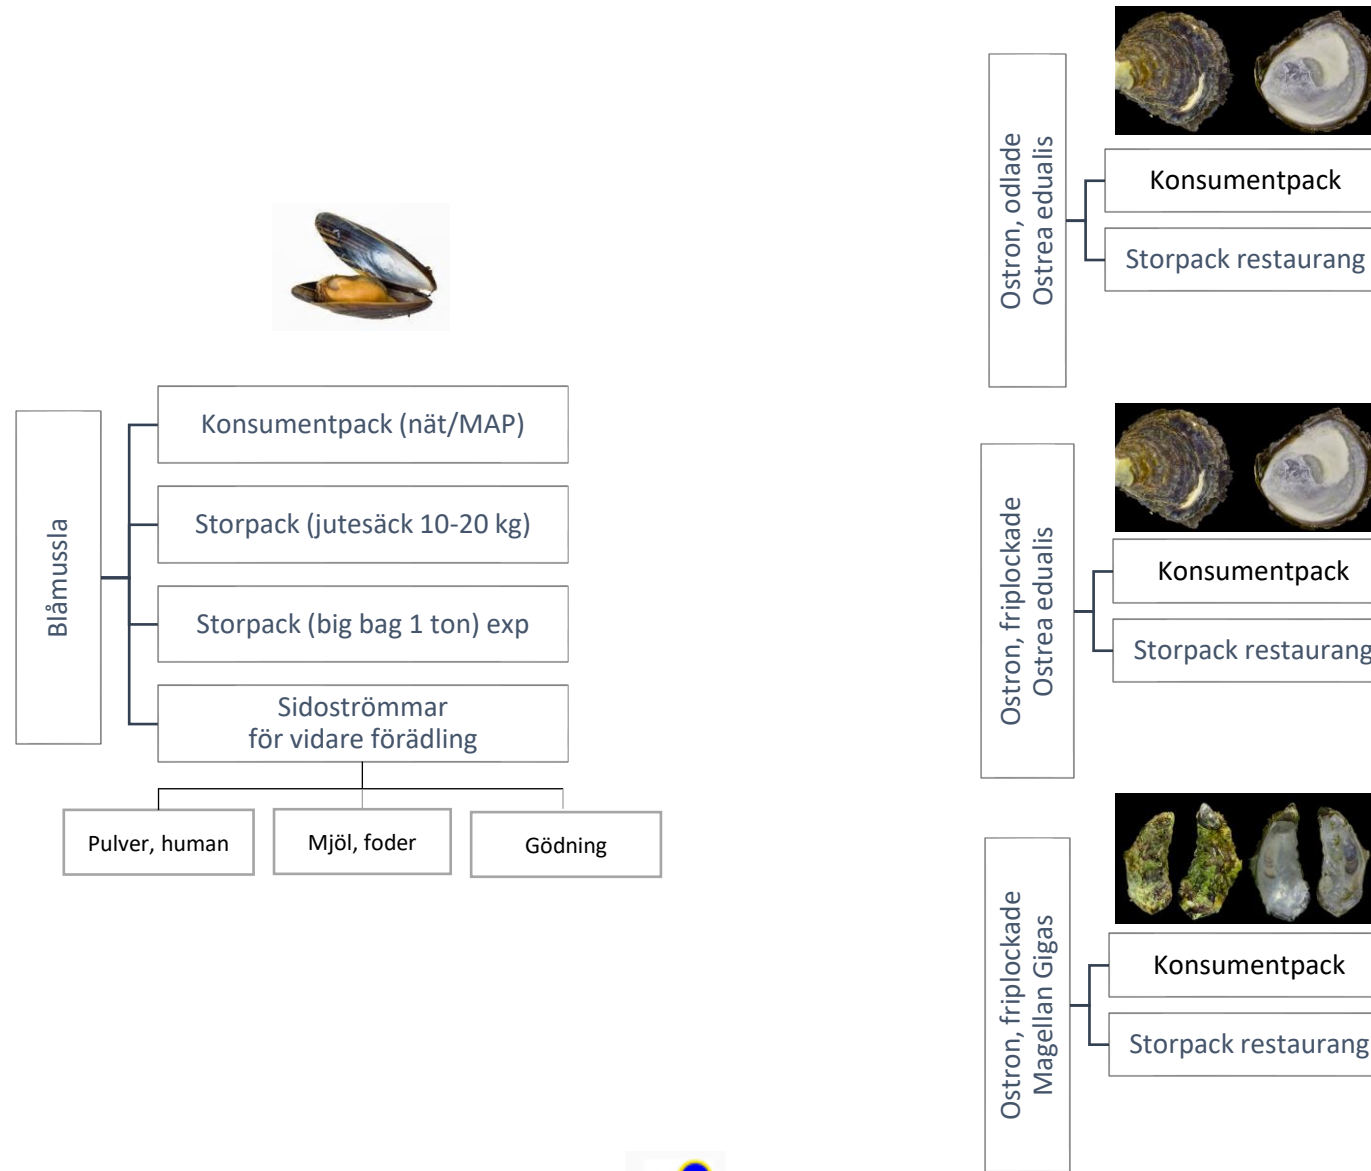 Blåmussla
Konsumentpack (nät/MAP)
Storpack (jutesäck 10-20 kg)
Storpack (big bag 1 ton) exp
Sidoströmmar
för vidare förädling
Pulver, human
Mjöl, foder
Gödning
Ostron, odlade
Ostrea edualis
Konsumentpack
Storpack restaurang
Ostron, friplockade
Ostrea edualis
Konsumentpack
Storpack restaurang
Ostron, friplockade
Magellan Gigas
Konsumentpack
Storpack restaurang